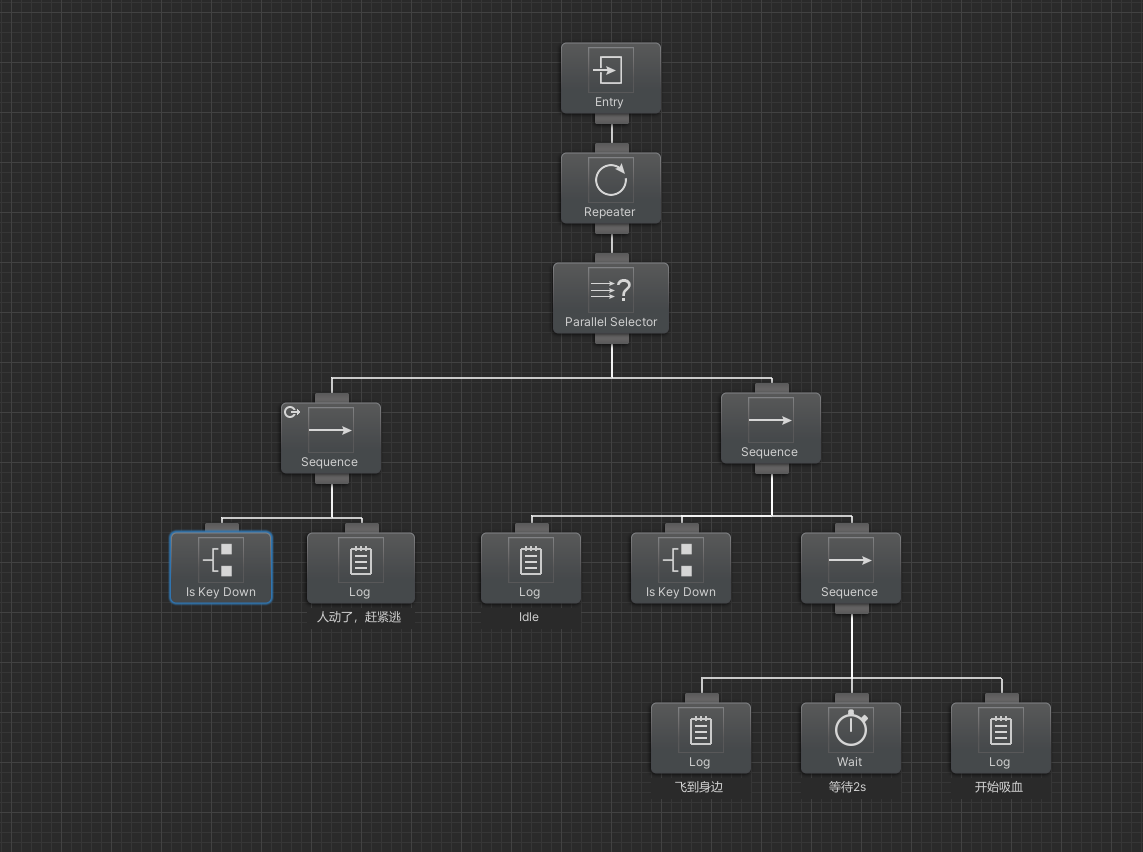 Entry
Repeater
Parallel Selector
Sequence
Sequence
Is Key Down
Log
Log
Is Key Down
Sequence
人动了，赶紧逃
Idle
Log
Wait
Log
飞到身边
等待2s
开始吸血